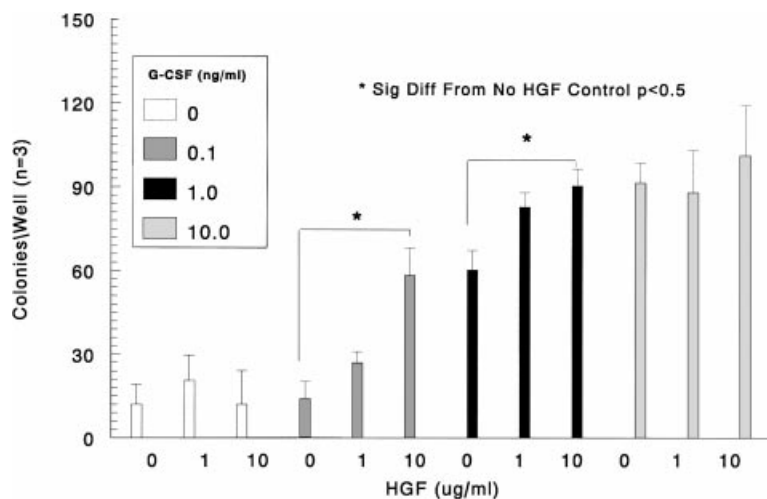 150
120
90
60
30
0
Colonies\Well (n=3)
G-CSF (ng/ml)
0
0.1
1.0
10.0
* Sig Diff From No HGF Control p<0.5
*
*
0 1 10 0 1 10 0 1 10 0 1 10
HGF (ug/ml)